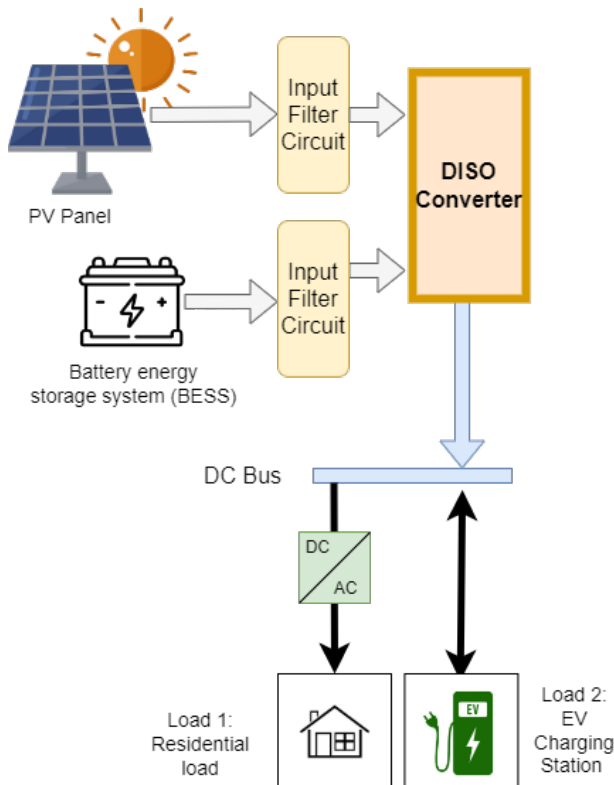 Input
Filter
Circuit
DISO
Converter
PV Panel
Input
Filter
Circuit
- +
Battery energy
storage system (BESS)
DC Bus
DC
AC
Load 1:
Residential
load
EV
Load 2:
EV
Charging
Station